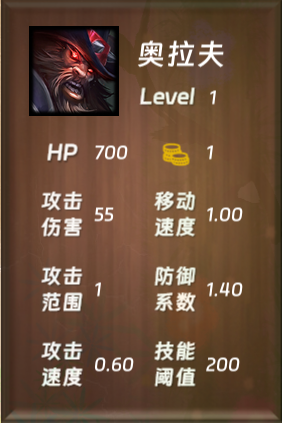 奥拉夫
Level 1
HP 700 1
攻击伤害 55 移动速度 1.00
攻击范围 1 防御系数 1.40
攻击速度 0.60 技能阈值 200